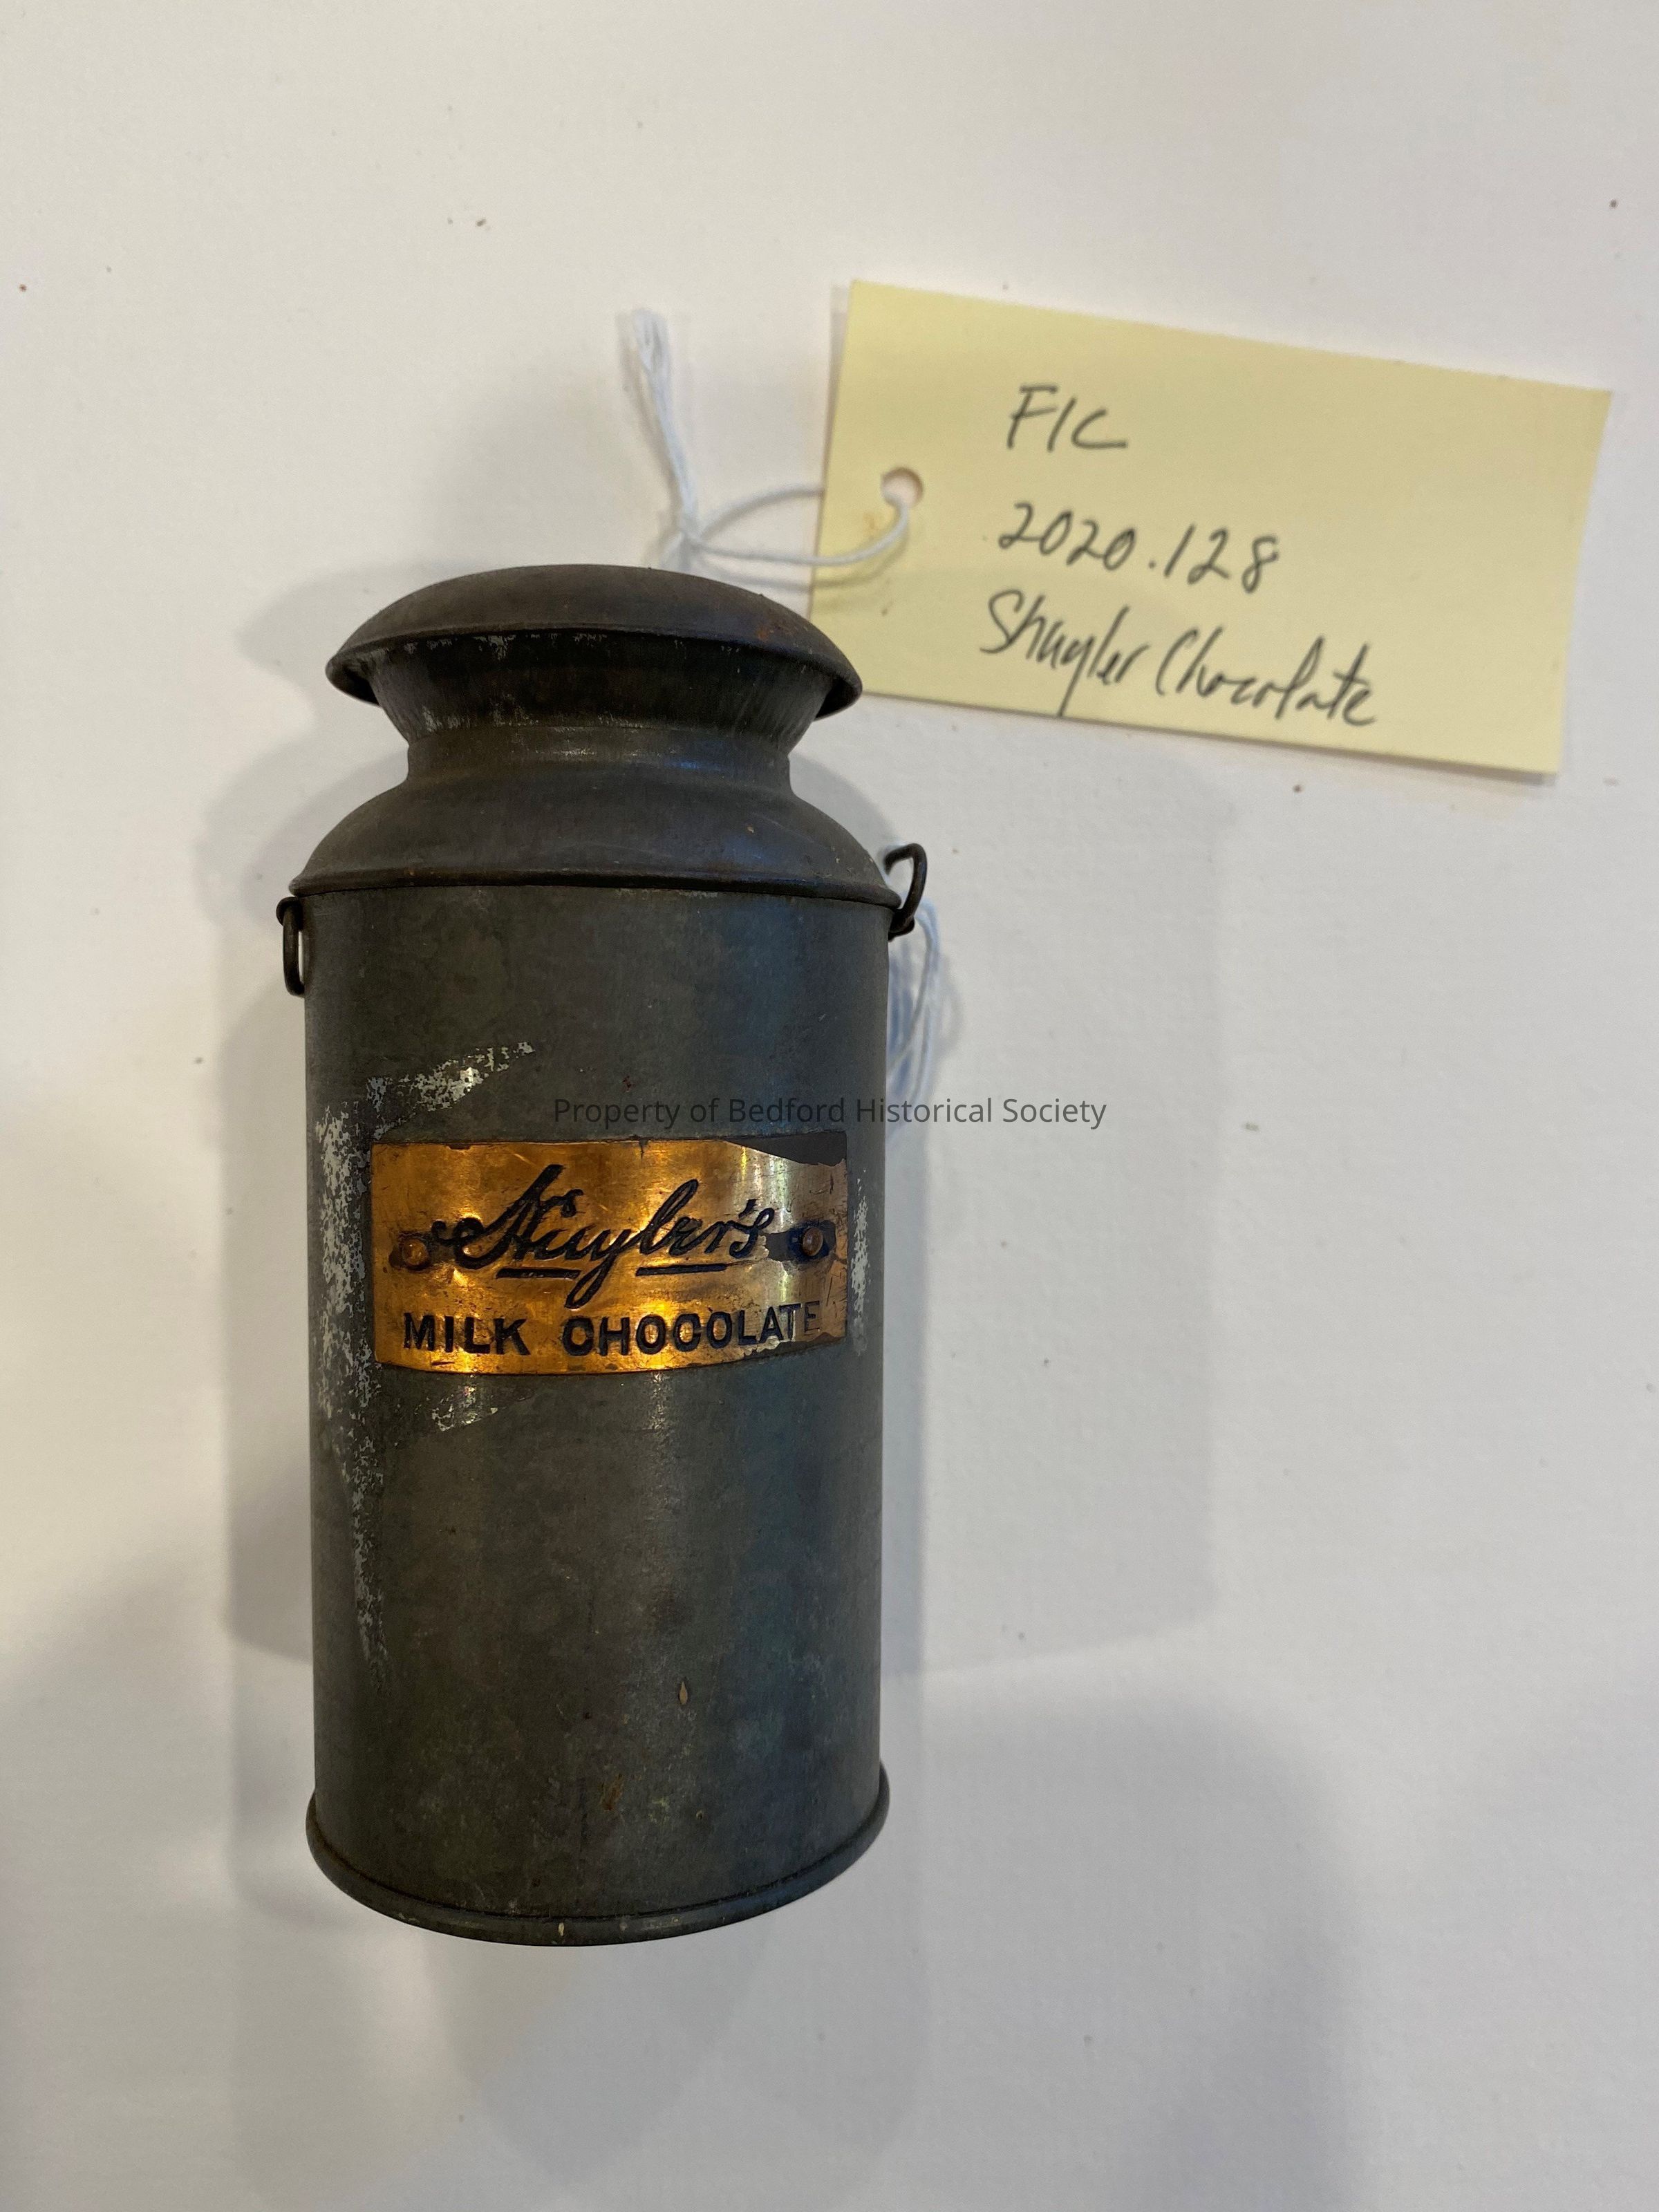 FIC
2020.128
Shuyler Chocolate
Property of Bedford Historical Society
Huyler's
MILK CHOCOLATE